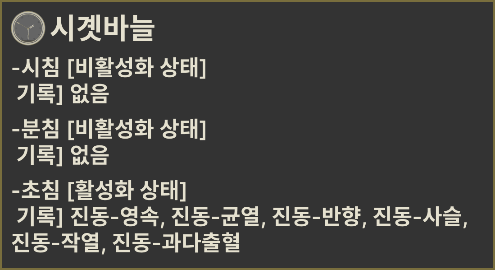 시곗바늘
-시침 [비활성화 상태]
기록] 없음
-분침 [비활성화 상태]
기록] 없음
-초침 [활성화 상태]
기록] 진동-영속, 진동-균열, 진동-반향, 진동-사슬,
진동-작열, 진동-과다출혈